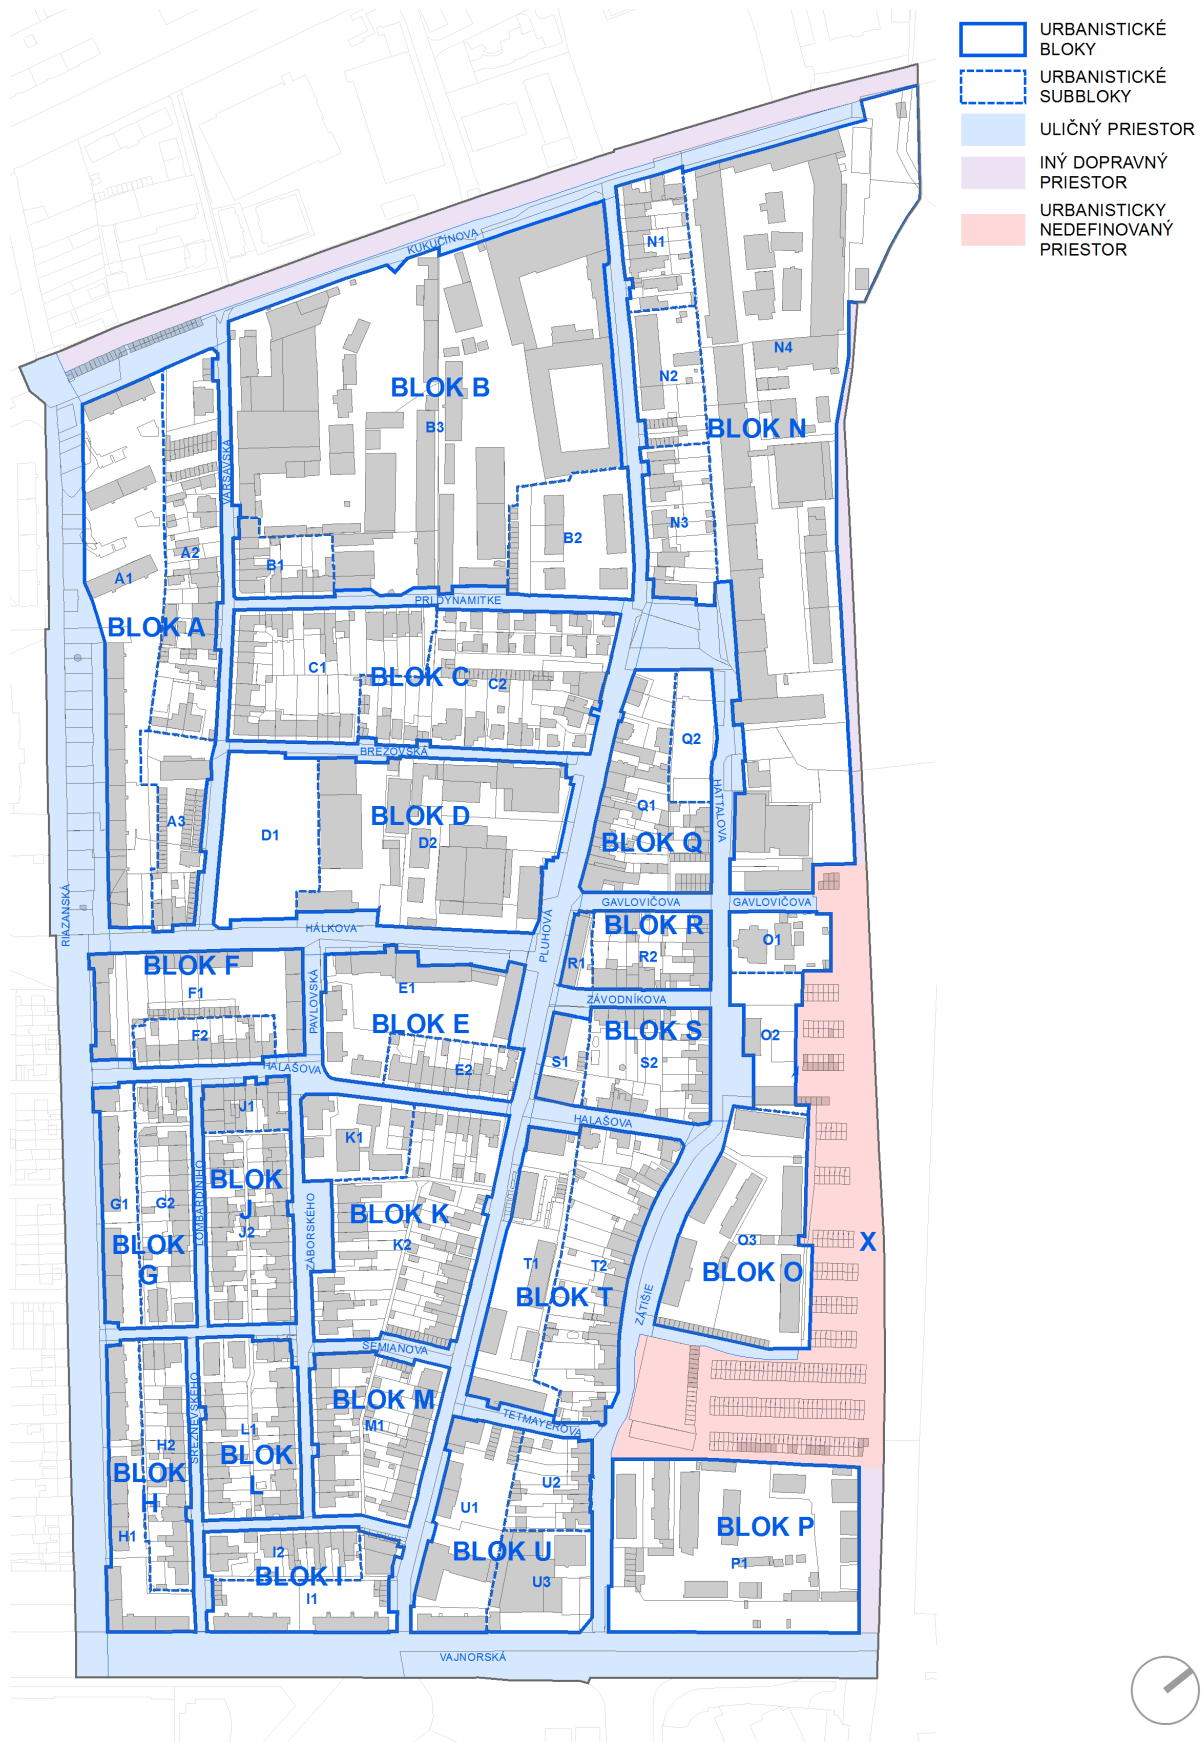 URBANISTICKÉ
BLOKY
URBANISTICKÉ
SUBBLOKY
ULIČNÝ PRIESTOR
INÝ DOPRAVNÝ
PRIESTOR
URBANISTICKY
NEDEFINOVANÝ
PRIESTOR
KUKUČÍNOVA
N1
N4
N2
BLOK B
B3
BLOK N
VARŠAVSKÁ
N3
B2
A2
B1
A1
PRI DYNAMITKE
BLOK A
C1
BLOK C
C2
Q2
BREZOVSKÁ
HATTALOVA
Q1
BLOK D
A3
D1
D2
BLOK Q
RIAZANSKÁ
GAVLOVIČOVA
GAVLOVIČOVA
HÁLKOVA
PLUHOVÁ
BLOK R
O1
R2
R1
BLOK F
F1
E1
PAVLOVSKÁ
ZÁVODNÍKOVA
BLOK E
BLOK S
F2
O2
S1
S2
HALAŠOVA
E2
J1
HALAŠOVA
K1
BLOK
J
J2
G1
G2
LOMBARDINIHO
ZÁBORSKÉHO
BLOK K
K2
BLOK
G
O3
X
T1
T2
BLOK O
BLOK T
ZÁTIŠIE
SEMIANOVA
BLOK M
M1
SREZNEVSKÉHO
L1
TETMAYEROVA
H2
BLOK
L
BLOK
H
U2
U1
H1
BLOK P
P1
BLOK U
U3
I2
BLOK I
I1
VAJNORSKÁ